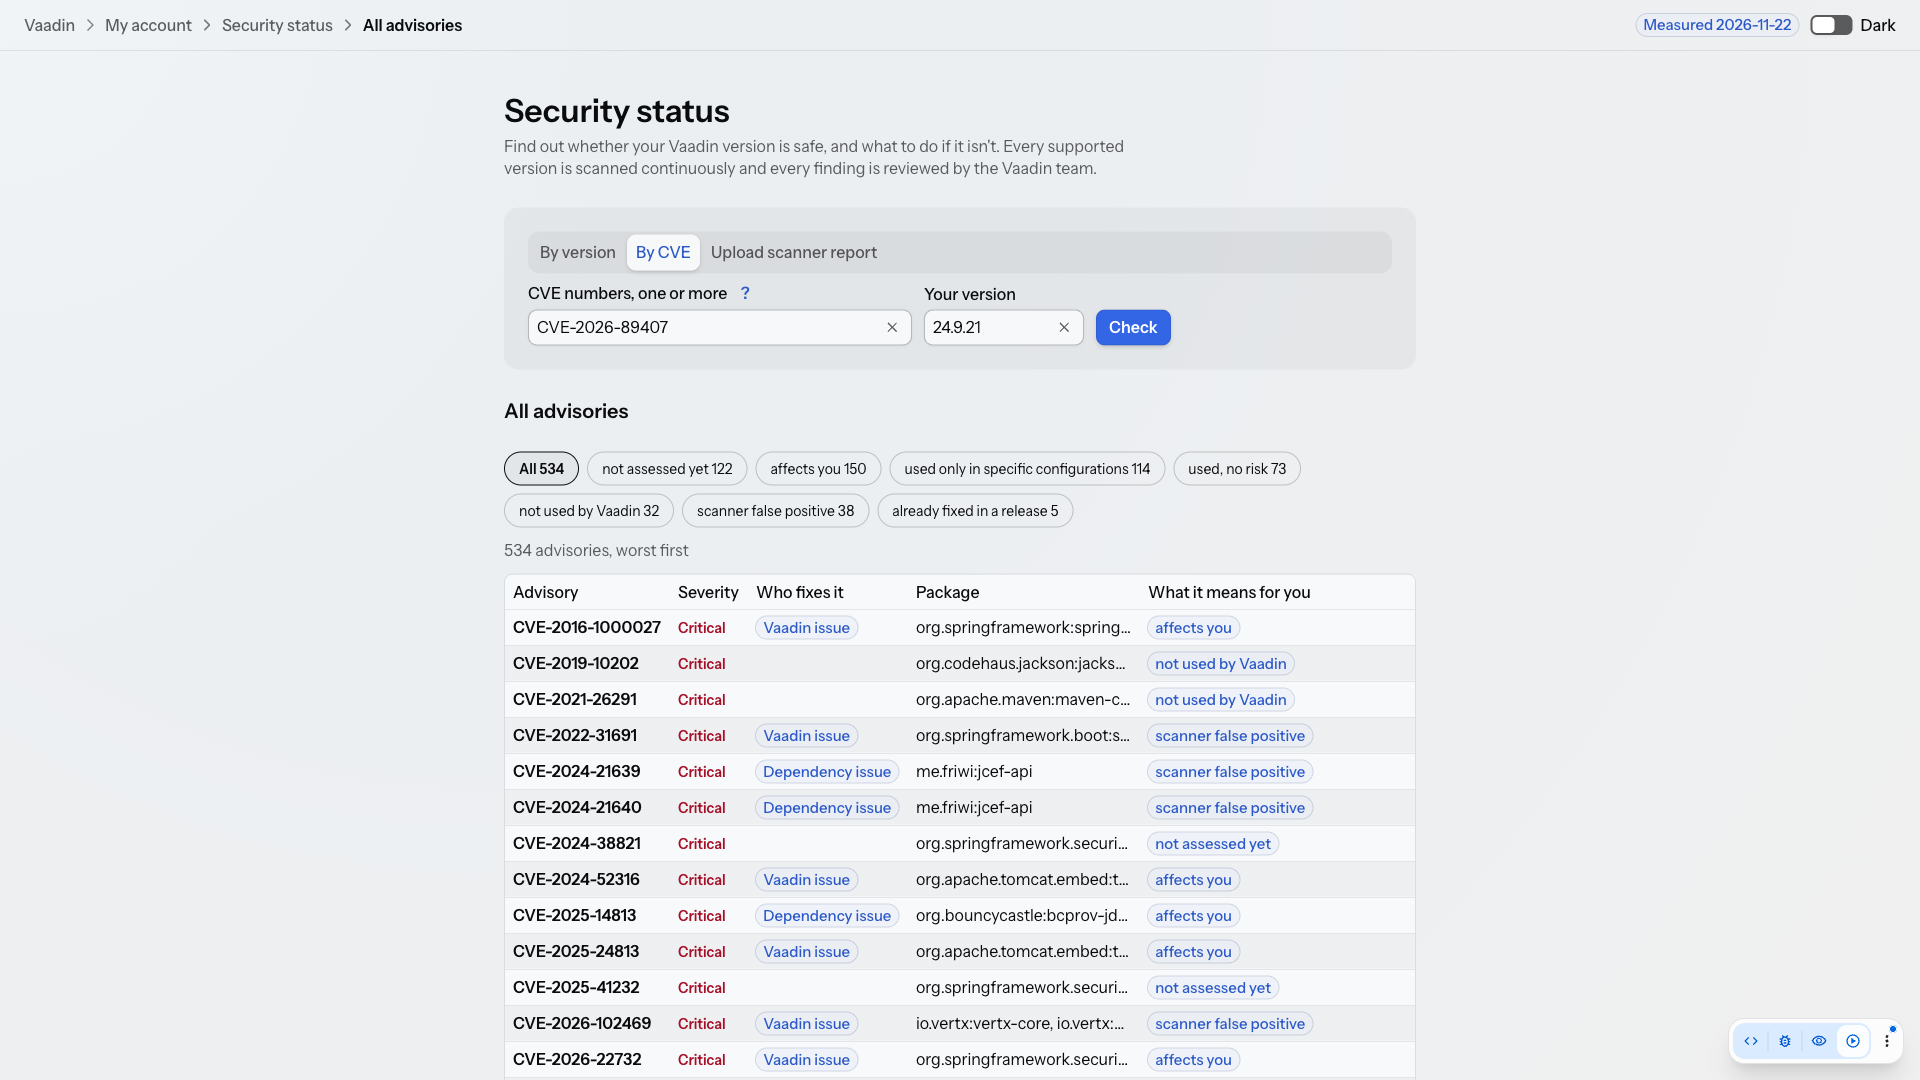 Vaadin > My account > Security status > All advisories
Measured 2026-11-22 Dark
Security status
Find out whether your Vaadin version is safe, and what to do if it isn't. Every supported
version is scanned continuously and every finding is reviewed by the Vaadin team.
By version By CVE Upload scanner report
CVE numbers, one or more ? Your version
CVE-2026-89407 24.9.21 Check
All advisories
All 534 not assessed yet 122 affects you 150 used only in specific configurations 114 used, no risk 73
not used by Vaadin 32 scanner false positive 38 already fixed in a release 5
534 advisories, worst first
Advisory Severity Who fixes it Package What it means for you
CVE-2016-1000027 Critical Vaadin issue org.springframework:spring... affects you
CVE-2019-10202 Critical org.codehaus.jackson:jacks... not used by Vaadin
CVE-2021-26291 Critical org.apache.maven:maven-c... not used by Vaadin
CVE-2022-31691 Critical Vaadin issue org.springframework.boot:s... scanner false positive
CVE-2024-21639 Critical Dependency issue me.friwi:jcef-api scanner false positive
CVE-2024-21640 Critical Dependency issue me.friwi:jcef-api scanner false positive
CVE-2024-38821 Critical org.springframework.securi... not assessed yet
CVE-2024-52316 Critical Vaadin issue org.apache.tomcat.embed:t... affects you
CVE-2025-14813 Critical Dependency issue org.bouncycastle:bcprov-jd... affects you
CVE-2025-24813 Critical Vaadin issue org.apache.tomcat.embed:t... affects you
CVE-2025-41232 Critical org.springframework.securi... not assessed yet
CVE-2026-102469 Critical Vaadin issue io.vertx:vertx-core, io.vertx:... scanner false positive
CVE-2026-22732 Critical Vaadin issue org.springframework.securi... affects you